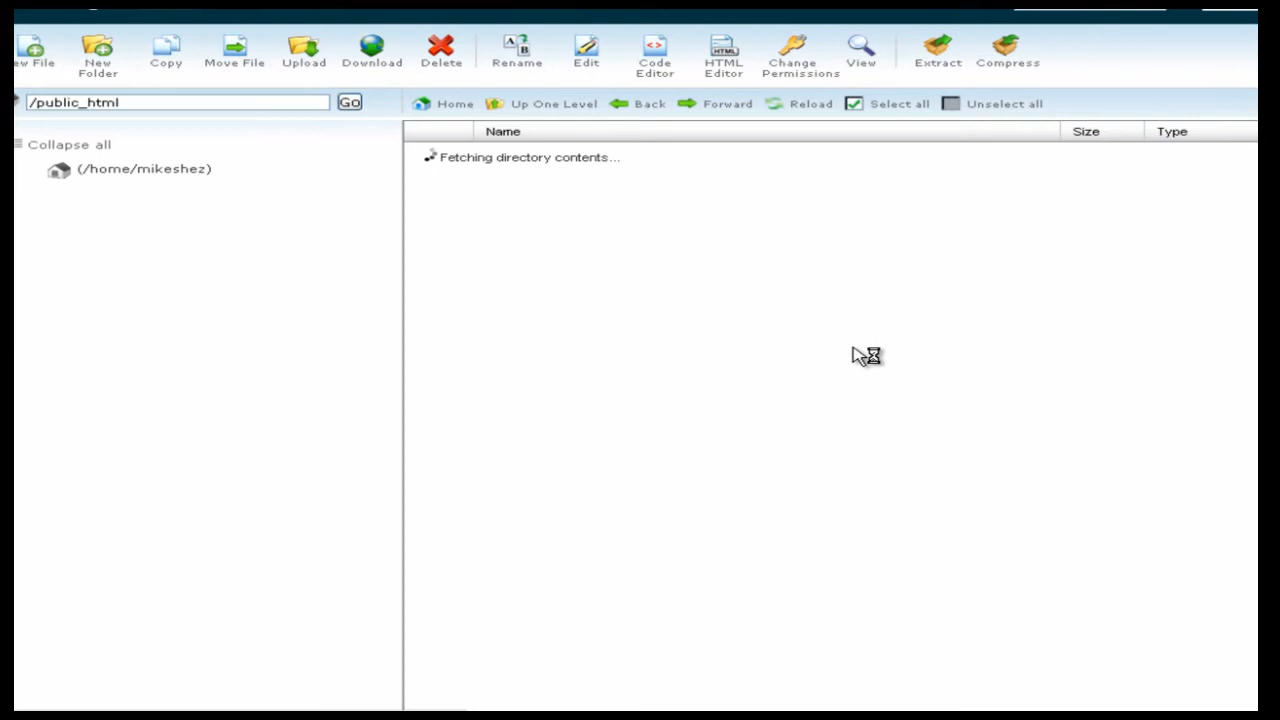 ew File
New Folder
Copy
Move File
Upload
Download
Delete
Rename
Edit
Code Editor
HTML Editor
Change Permissions
View
Extract
Compress
/public_html
Go
Home
Up One Level
Back
Forward
Reload
Select all
Unselect all
Collapse all
(/home/mikeshez)
Name
Size
Type
Fetching directory contents...